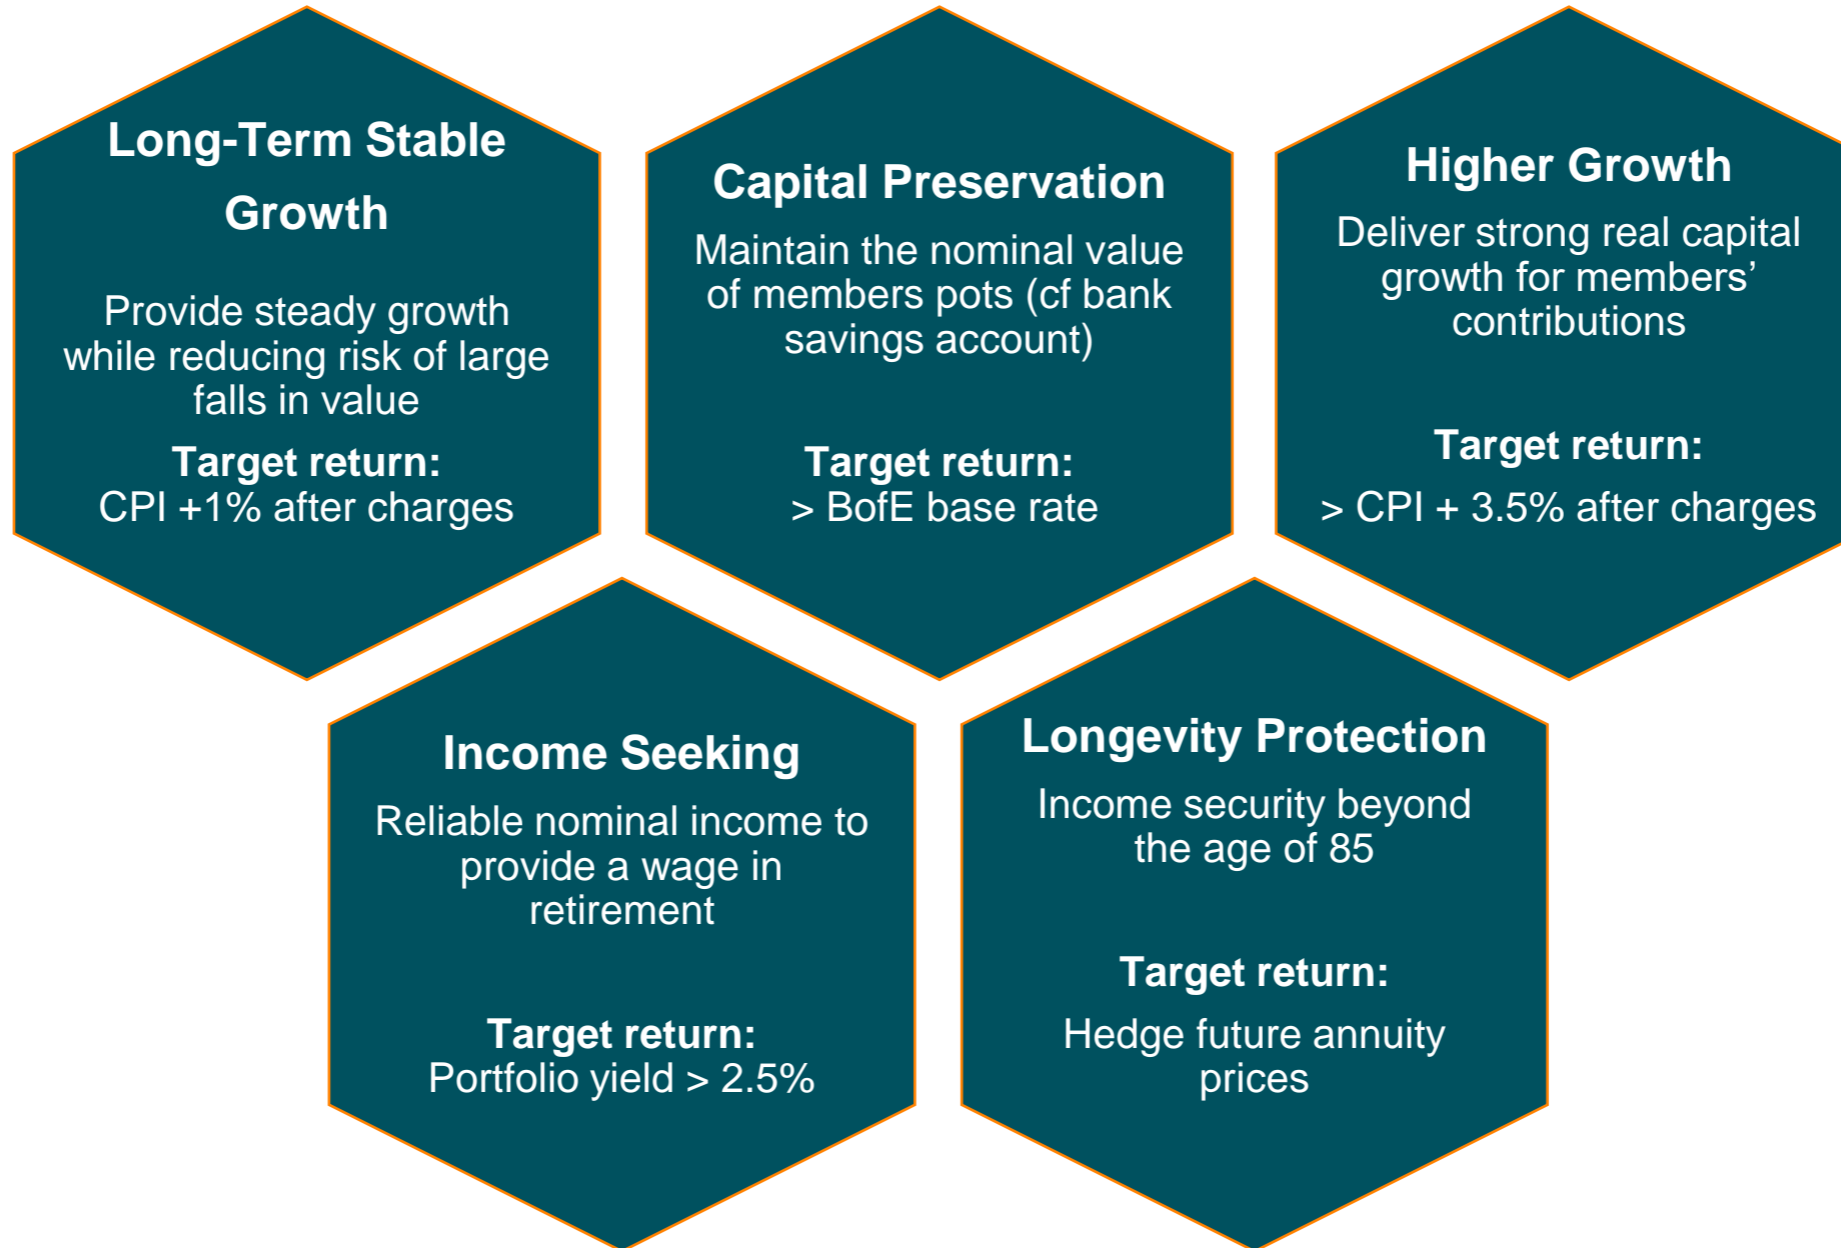 Long-Term Stable
Growth
Provide steady growth
while reducing risk of large
falls in value
Target return:
CPI +1% after charges
Capital Preservation
Maintain the nominal value
of members pots (cf bank
savings account)
Target return:
> BofE base rate
Higher Growth
Deliver strong real capital
growth for members’
contributions
Target return:
> CPI + 3.5% after charges
Income Seeking
Reliable nominal income to
provide a wage in
retirement
Target return:
Portfolio yield > 2.5%
Longevity Protection
Income security beyond
the age of 85
Target return:
Hedge future annuity
prices